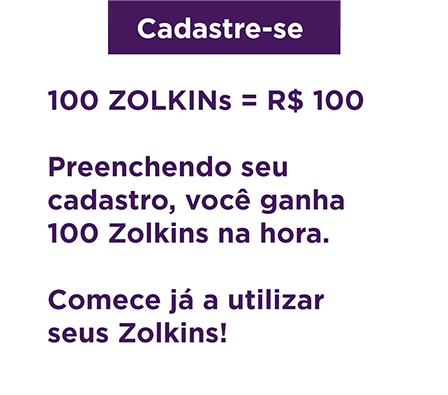 Cadastre-se
100 ZOLKINs = R$ 100
Preenchendo seu
cadastro, você ganha
100 Zolkins na hora.
Comece já a utilizar
seus Zolkins!